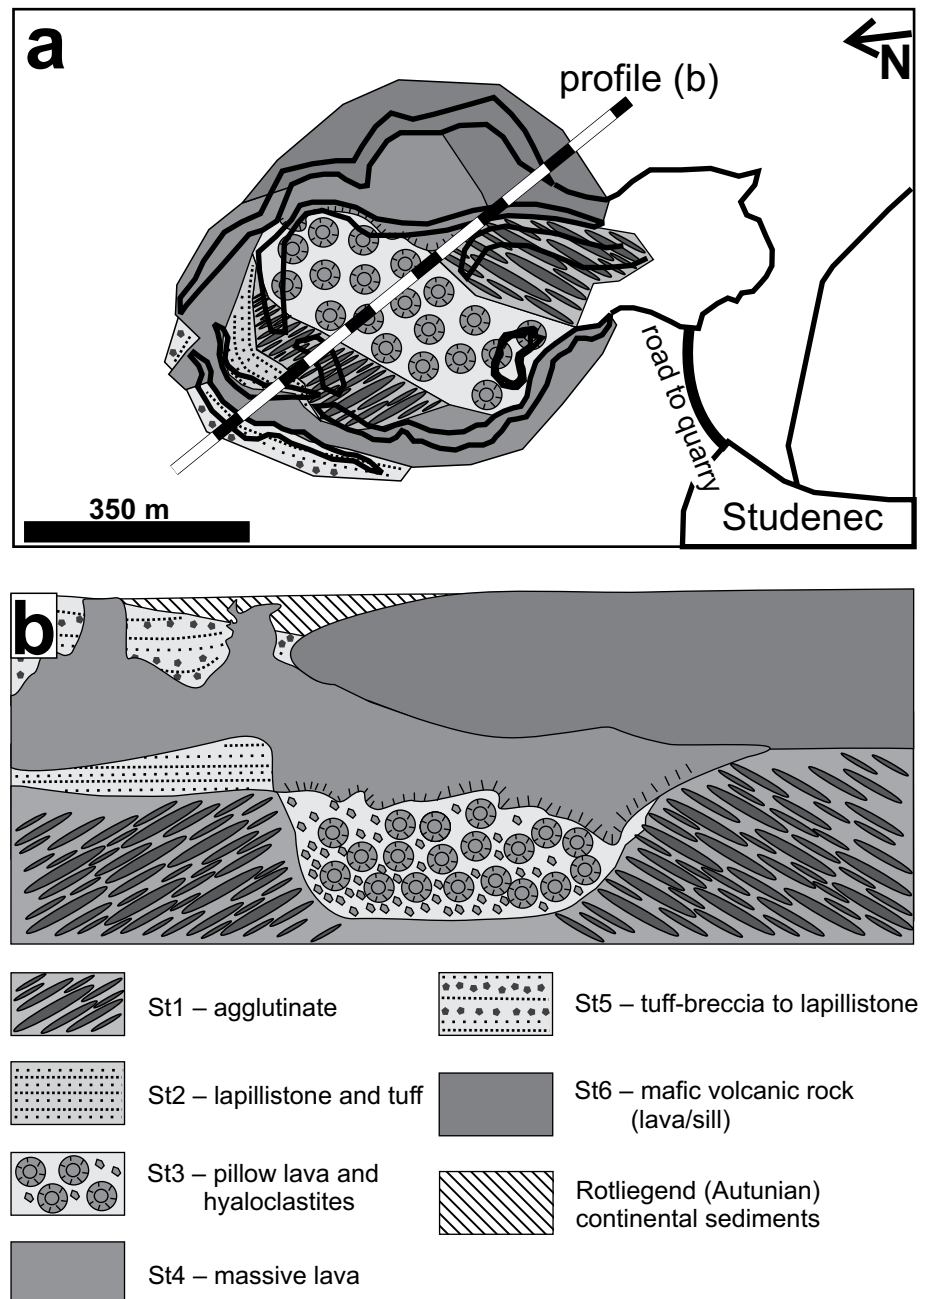 a
N
profile (b)
road to quarry
350 m
Studenec
b
St1 – agglutinate
St2 – lapillistone and tuff
St3 – pillow lava and
hyaloclastites
St4 – massive lava
St5 – tuff-breccia to lapillistone
St6 – mafic volcanic rock
(lava/sill)
Rotliegend (Autunian)
continental sediments